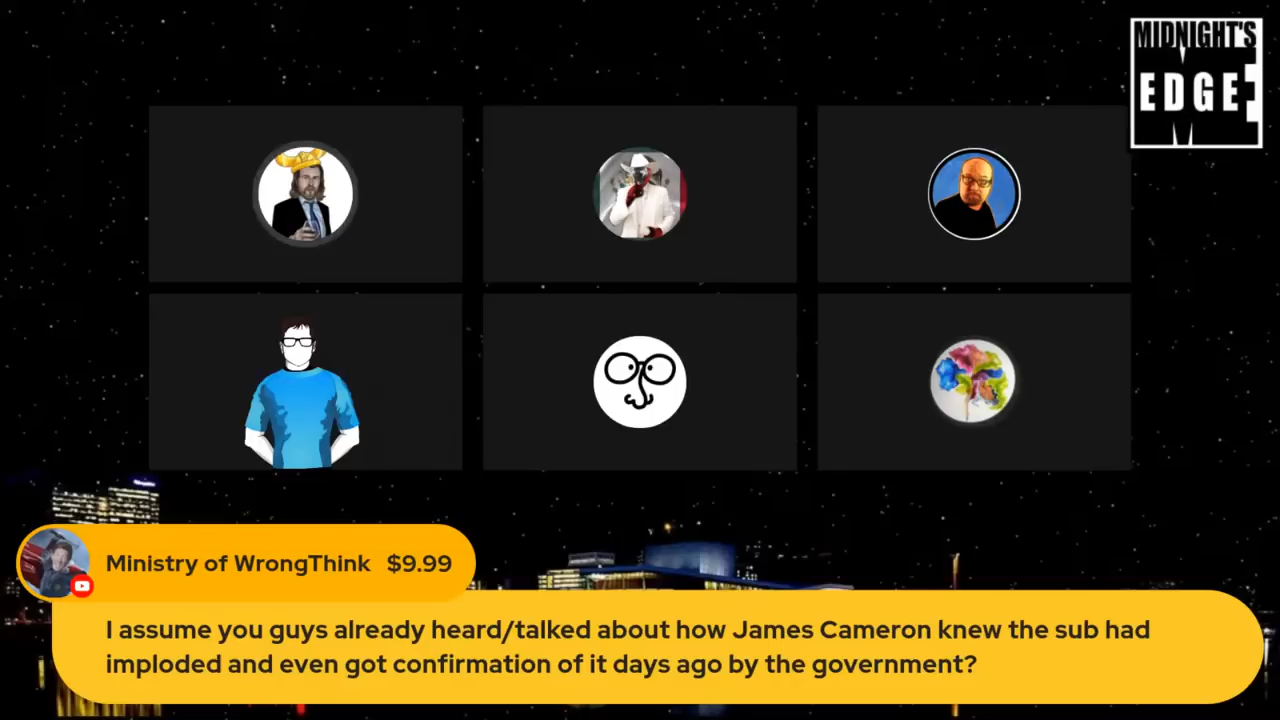 MIDNIGHT'S
EDGE
Ministry of WrongThink $9.99
I assume you guys already heard/talked about how James Cameron knew the sub had
imploded and even got confirmation of it days ago by the government?